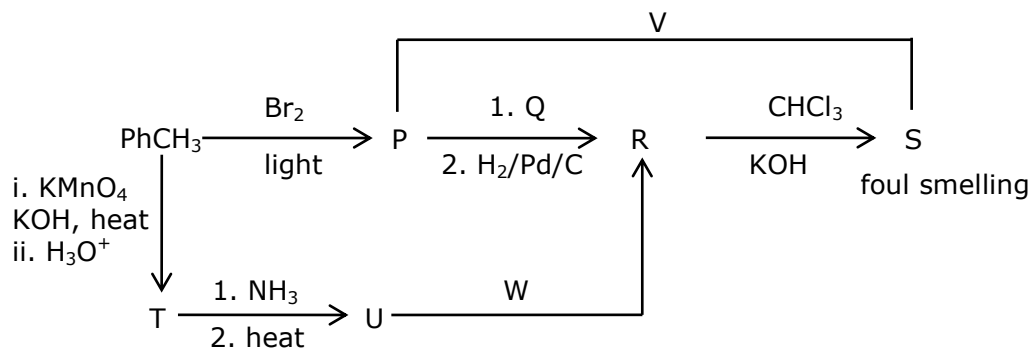 V
Br₂
1. Q
CHCl₃
PhCH₃
P
R
S
light
2. H₂/Pd/C
KOH
foul smelling
i. KMnO₄
KOH, heat
ii. H₃O⁺
1. NH₃
W
T
U
2. heat